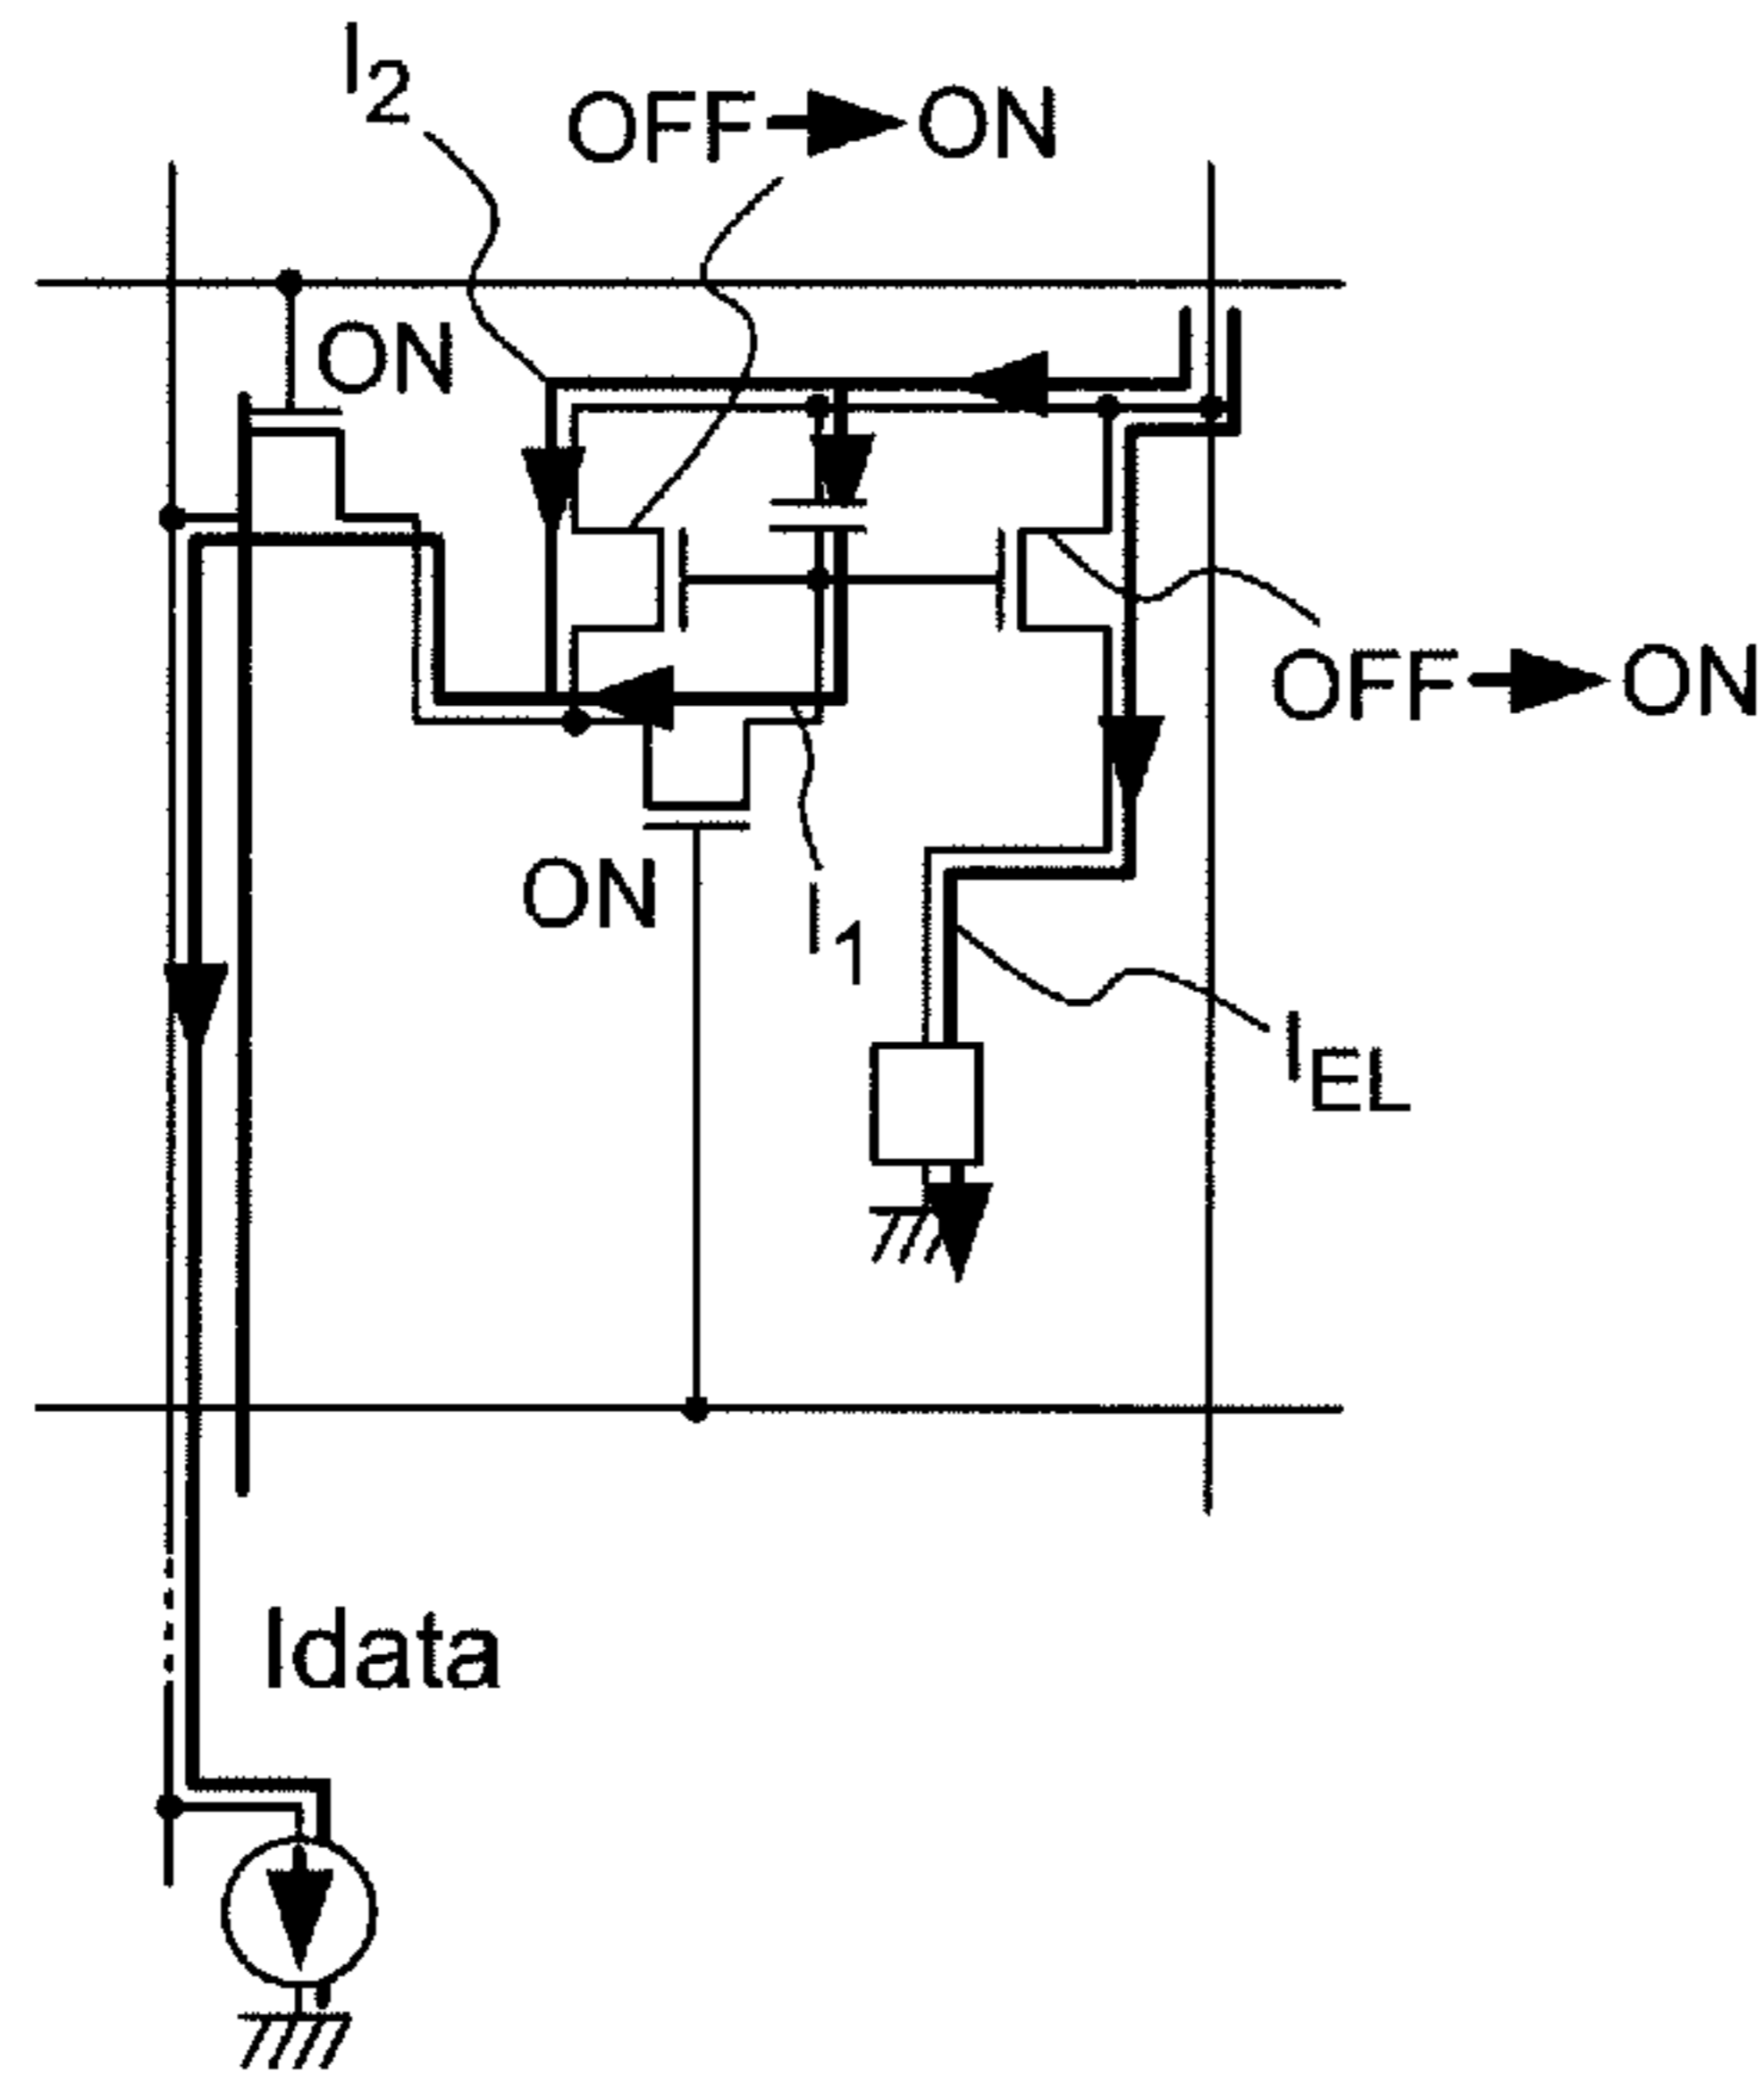 I2
OFF → ON
ON
OFF → ON
ON
I1
IEL
Idata